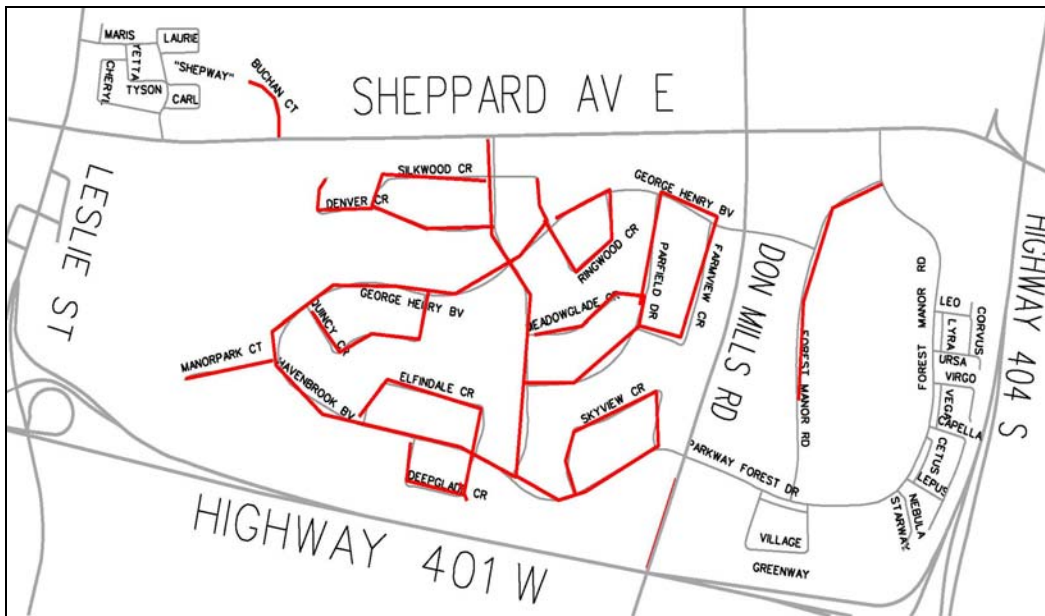 MARIS
LAURIE
YETTA
CHERYL
"SHEPWAY"
TYSON
CARL
BUCHAN CT
SHEPPARD AV E
LESLIE ST
SILKWOOD CR
DENVER CR
GEORGE HENRY BV
RINGWOOD CR
PARFIELD DR
FARMVIEW CR
DON MILLS RD
HIGHWAY 404 S
GEORGE HENRY BV
QUINCY CR
MEADOWGLADE CR
MANORPARK CT
HAVENBROOK BV
ELFINDALE CR
DEEPGLADE CR
SKYVIEW CR
FOREST MANOR RD
FOREST MANOR RD
LEO
CORVUS
LYRA
URSA
VIRGO
VEGA
CAPELLA
CETUS
LEPUS
NEBULA
STARWAY
PARKWAY FOREST DR
VILLAGE
GREENWAY
HIGHWAY 401 W